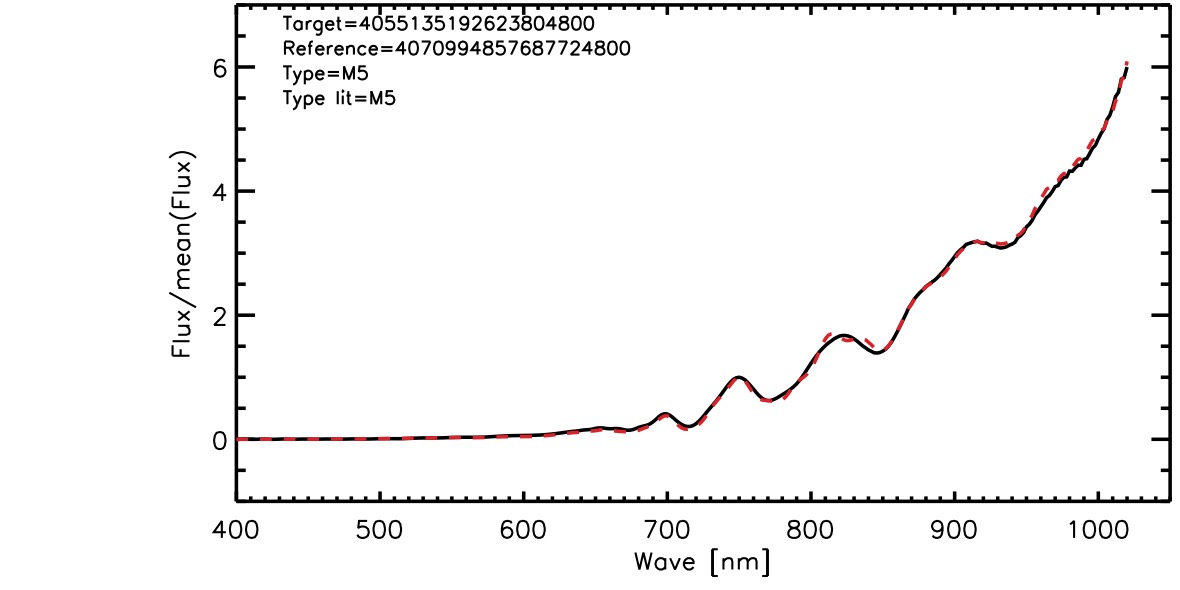 Target=4055135192623804800
Reference=4070994857687724800
Type=M5
Type lit=M5
6
4
2
0
Flux/mean(Flux)
400 500 600 700 800 900 1000
Wave [nm]